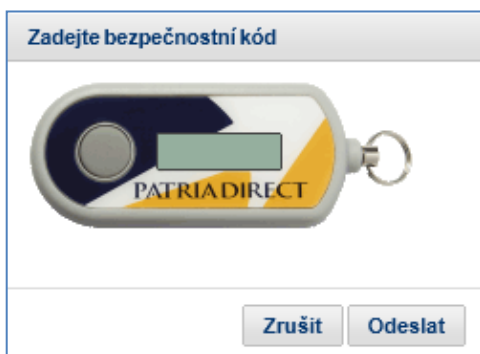 Zadejte bezpečnostní kód
PATRIA DIRECT
Zrušit
Odeslat